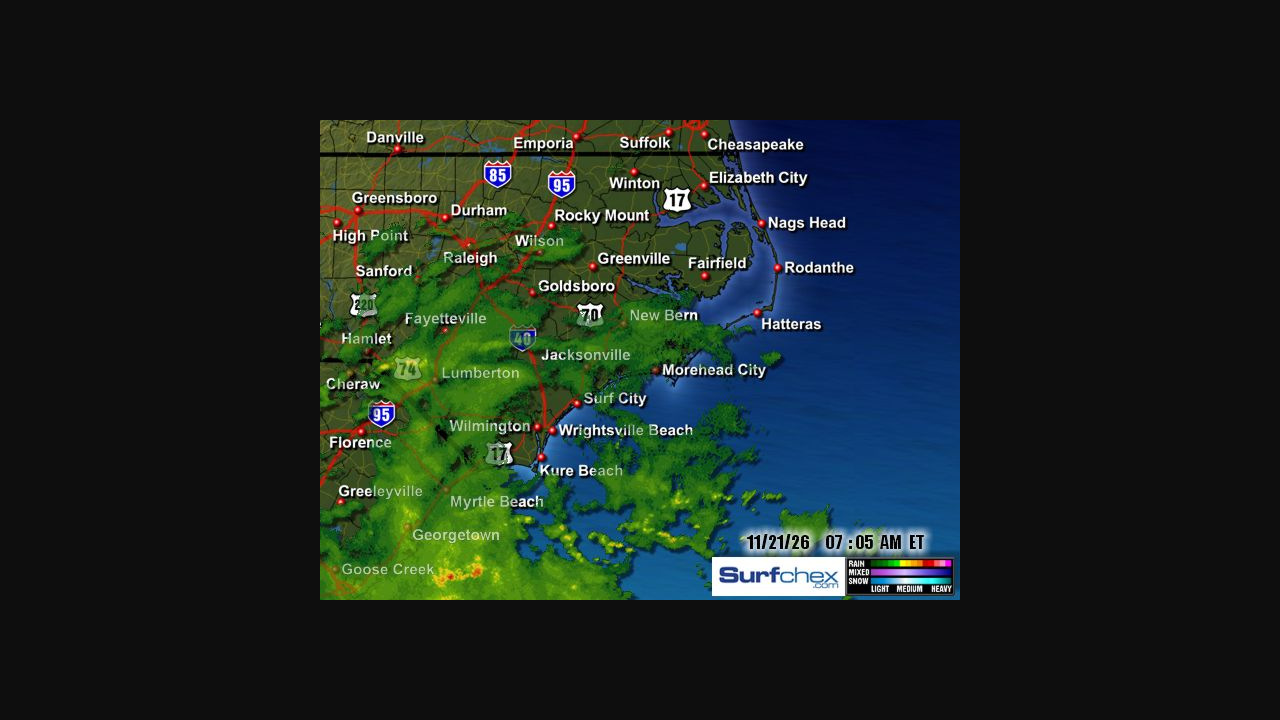 Danville
Emporia
Suffolk
Cheasapeake
85
95
Winton
Elizabeth City
17
Greensboro
Durham
Rocky Mount
Nags Head
High Point
Wilson
Raleigh
Greenville
Fairfield
Rodanthe
Sanford
Goldsboro
220
Fayetteville
70
New Bern
Hatteras
Hamlet
40
Jacksonville
74
Lumberton
Morehead City
Cheraw
Surf City
95
Wilmington
Wrightsville Beach
Florence
17
Kure Beach
Greeleyville
Myrtle Beach
Georgetown
11/21/26 07:05 AM ET
Goose Creek
Surfchex
.com
RAIN
MIXED
SNOW
LIGHT MEDIUM HEAVY